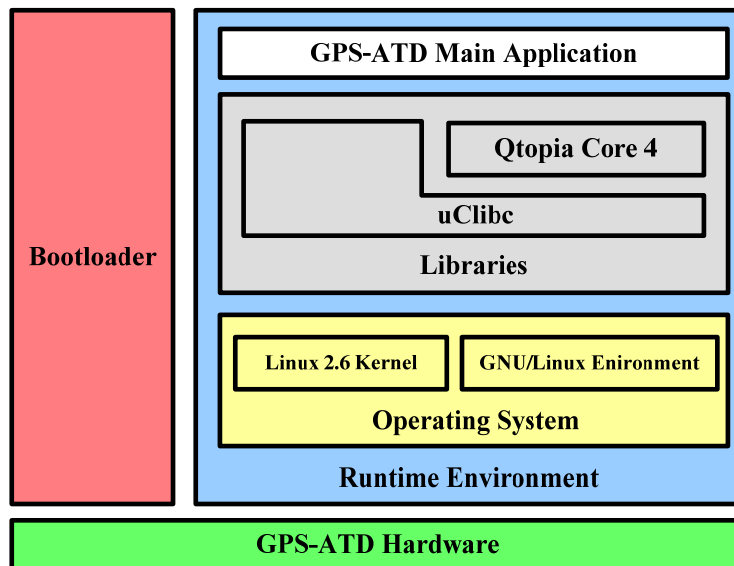 GPS-ATD Main Application
Qtopia Core 4
uClibc
Libraries
Bootloader
Linux 2.6 Kernel
GNU/Linux Enironment
Operating System
Runtime Environment
GPS-ATD Hardware